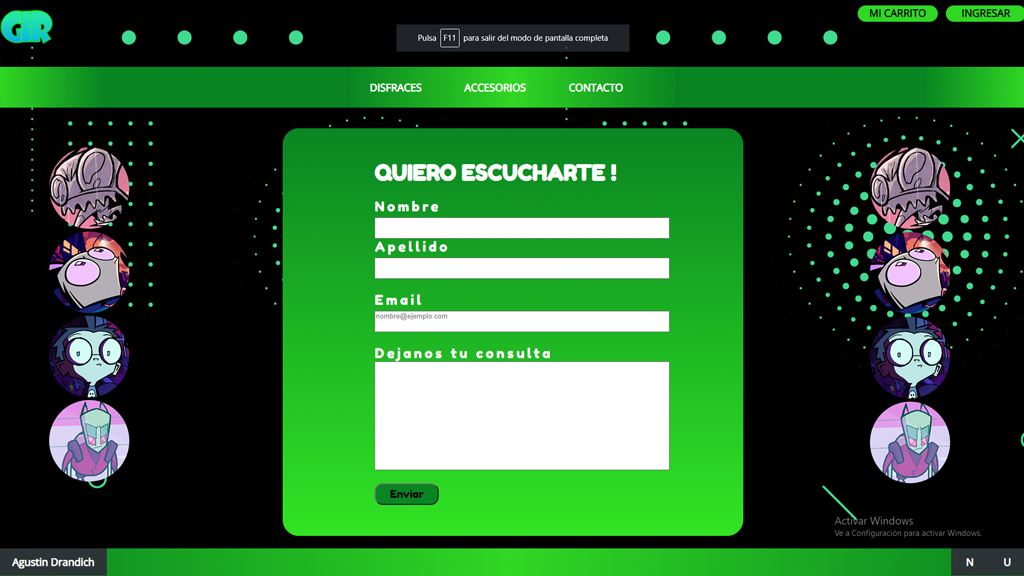 GIR
MI CARRITO
INGRESAR
Pulsa F11 para salir del modo de pantalla completa
DISFRACES
ACCESORIOS
CONTACTO
QUIERO ESCUCHARTE !
Nombre
Apellido
Email
nombre@ejemplo.com
Dejanos tu consulta
Enviar
Activar Windows
Ve a Configuración para activar Windows.
Agustin Drandich
N
U